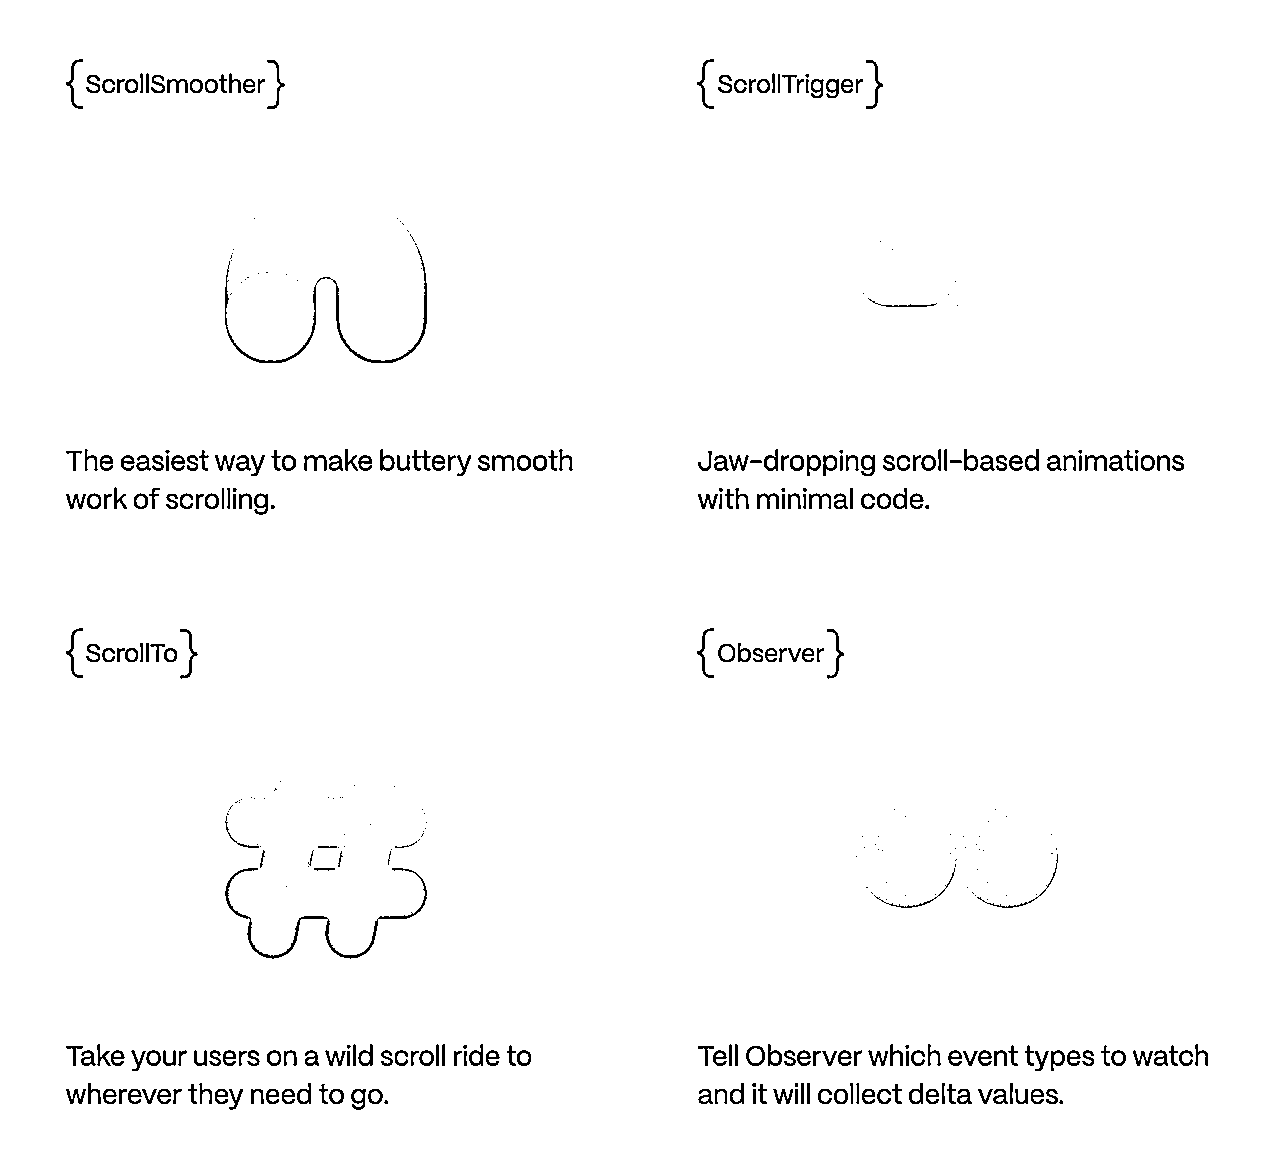 {ScrollSmoother}
{ScrollTrigger}
The easiest way to make buttery smooth
work of scrolling.
Jaw-dropping scroll-based animations
with minimal code.
{ScrollTo}
{Observer}
Take your users on a wild scroll ride to
wherever they need to go.
Tell Observer which event types to watch
and it will collect delta values.